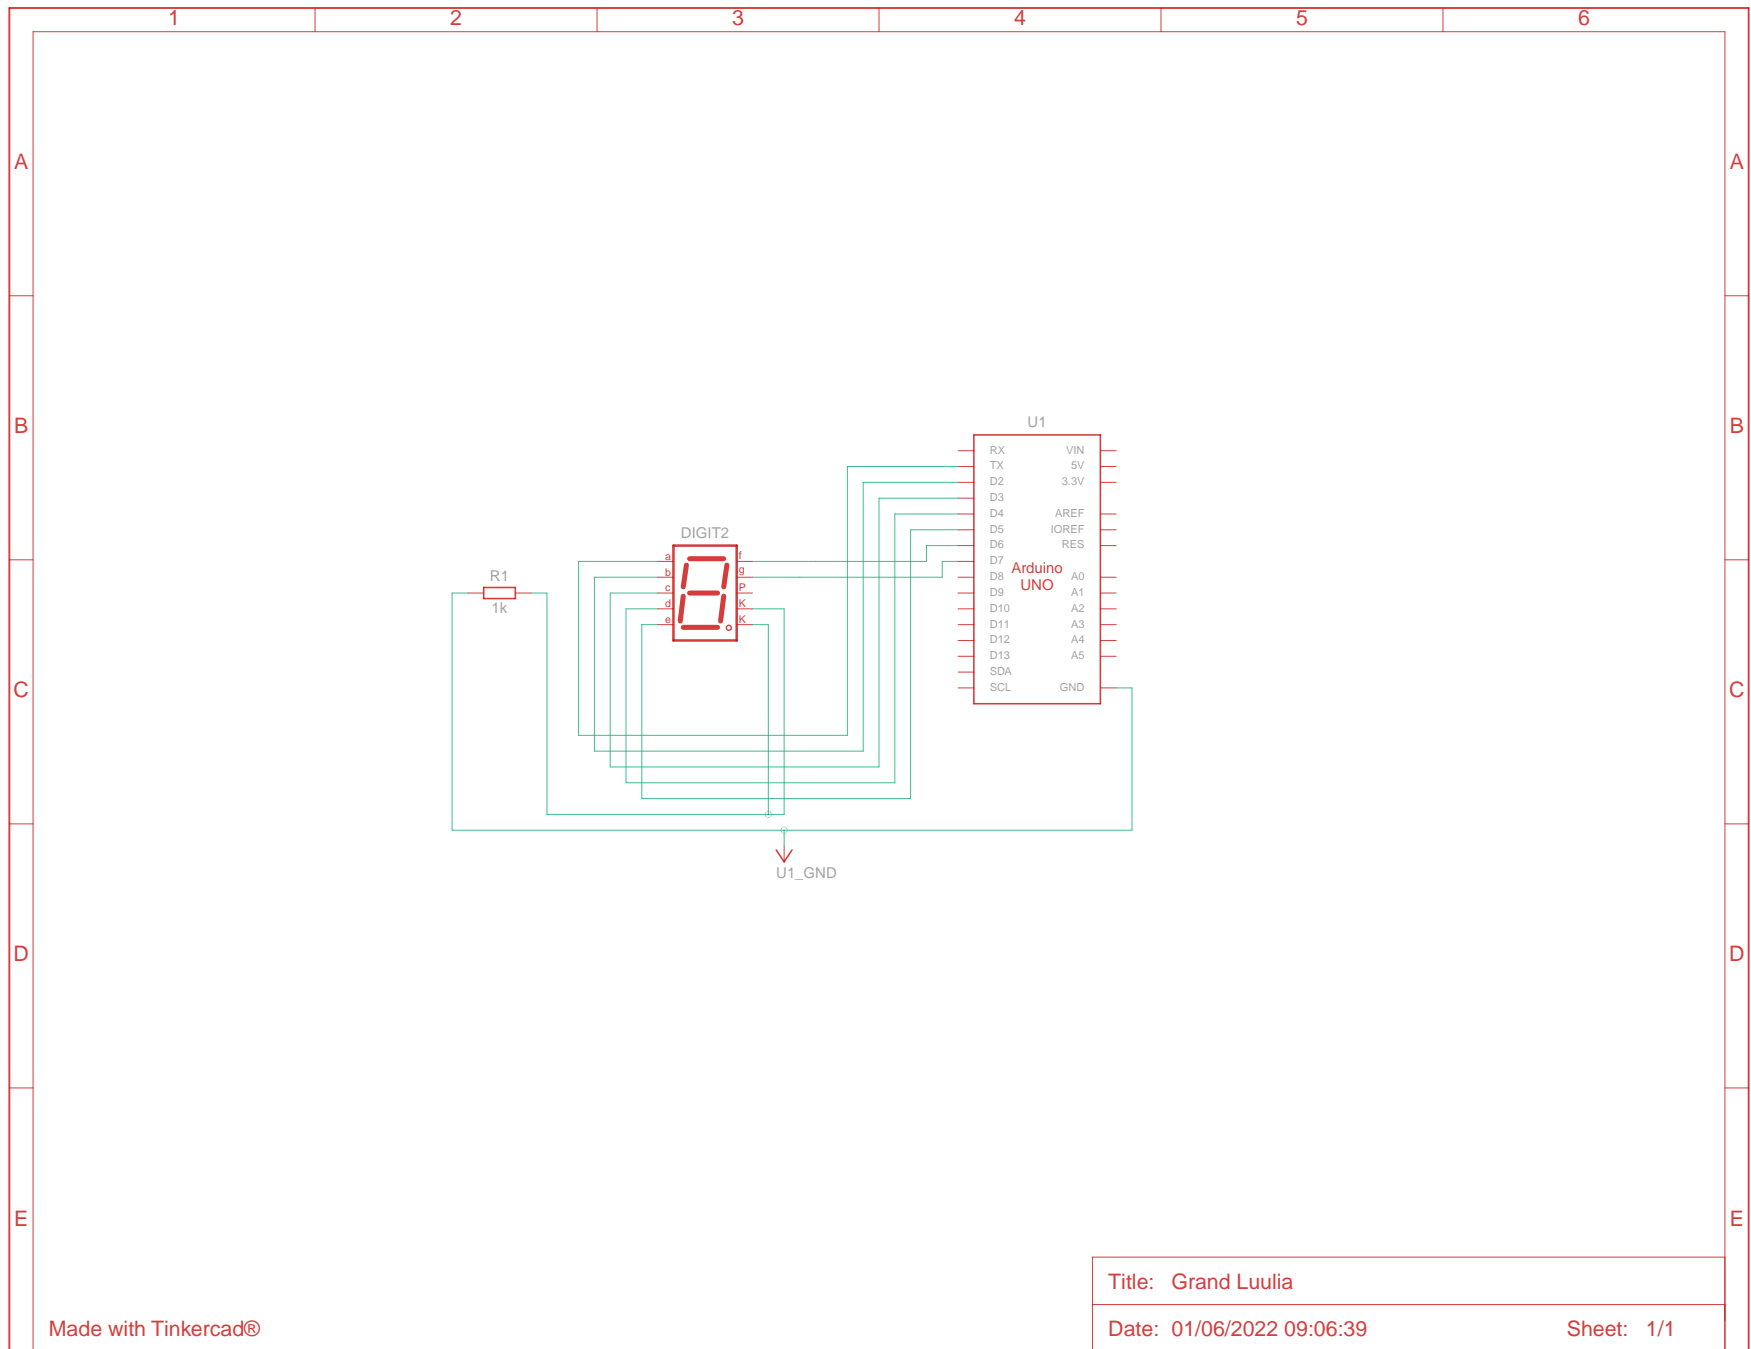 1 2 3 4 5 6
A A
B B
U1
RX VIN
TX 5V
D2 3.3V
D3
D4 AREF
D5 IOREF
D6 RES
D7
D8 A0
D9 A1
D10 A2
D11 A3
D12 A4
D13 A5
SDA
SCL GND
Arduino
UNO
DIGIT2
a f
b g
c P
d K
e K
R1
1k
C C
U1_GND
D D
E E
Title: Grand Luulia
Made with Tinkercad®
Date: 01/06/2022 09:06:39 Sheet: 1/1